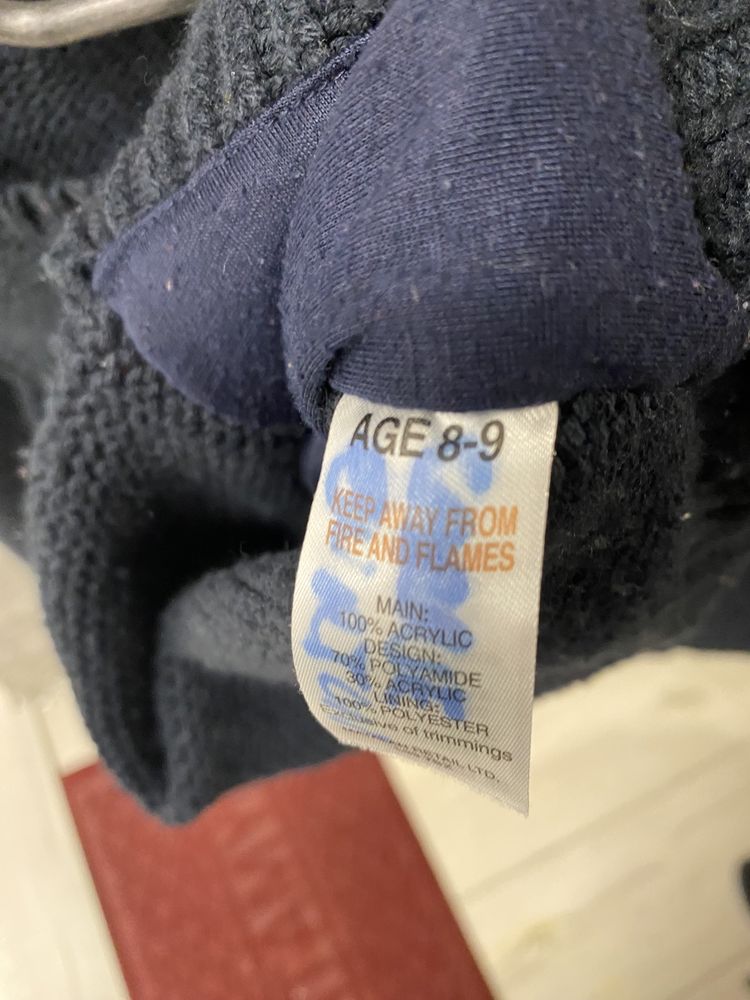 AGE 8-9
KEEP AWAY FROM
FIRE AND FLAMES
MAIN:
100% ACRYLIC
DESIGN:
70% POLYAMIDE
30% ACRYLIC
LINING:
100% POLYESTER
Exclusive of trimmings
RETAIL LTD.